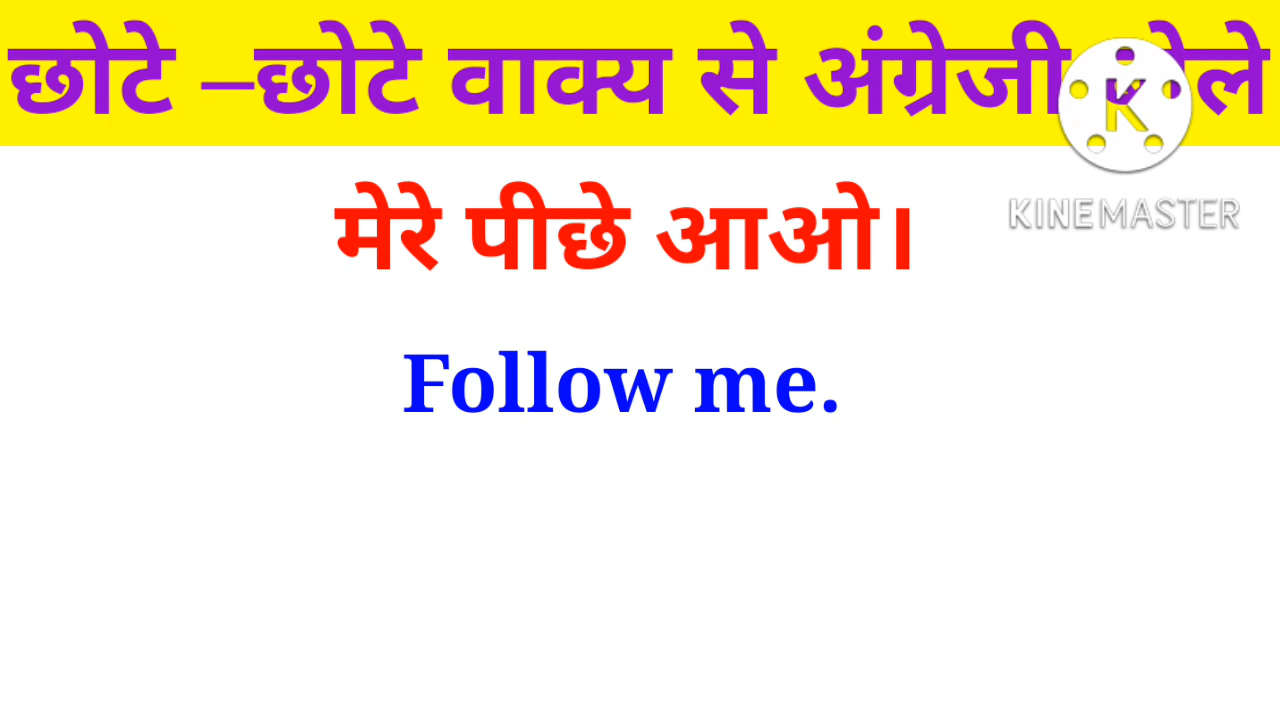 छोटे –छोटे वाक्य से अंग्रेजी
K
KINEMASTER
मेरे पीछे आओ।
Follow me.